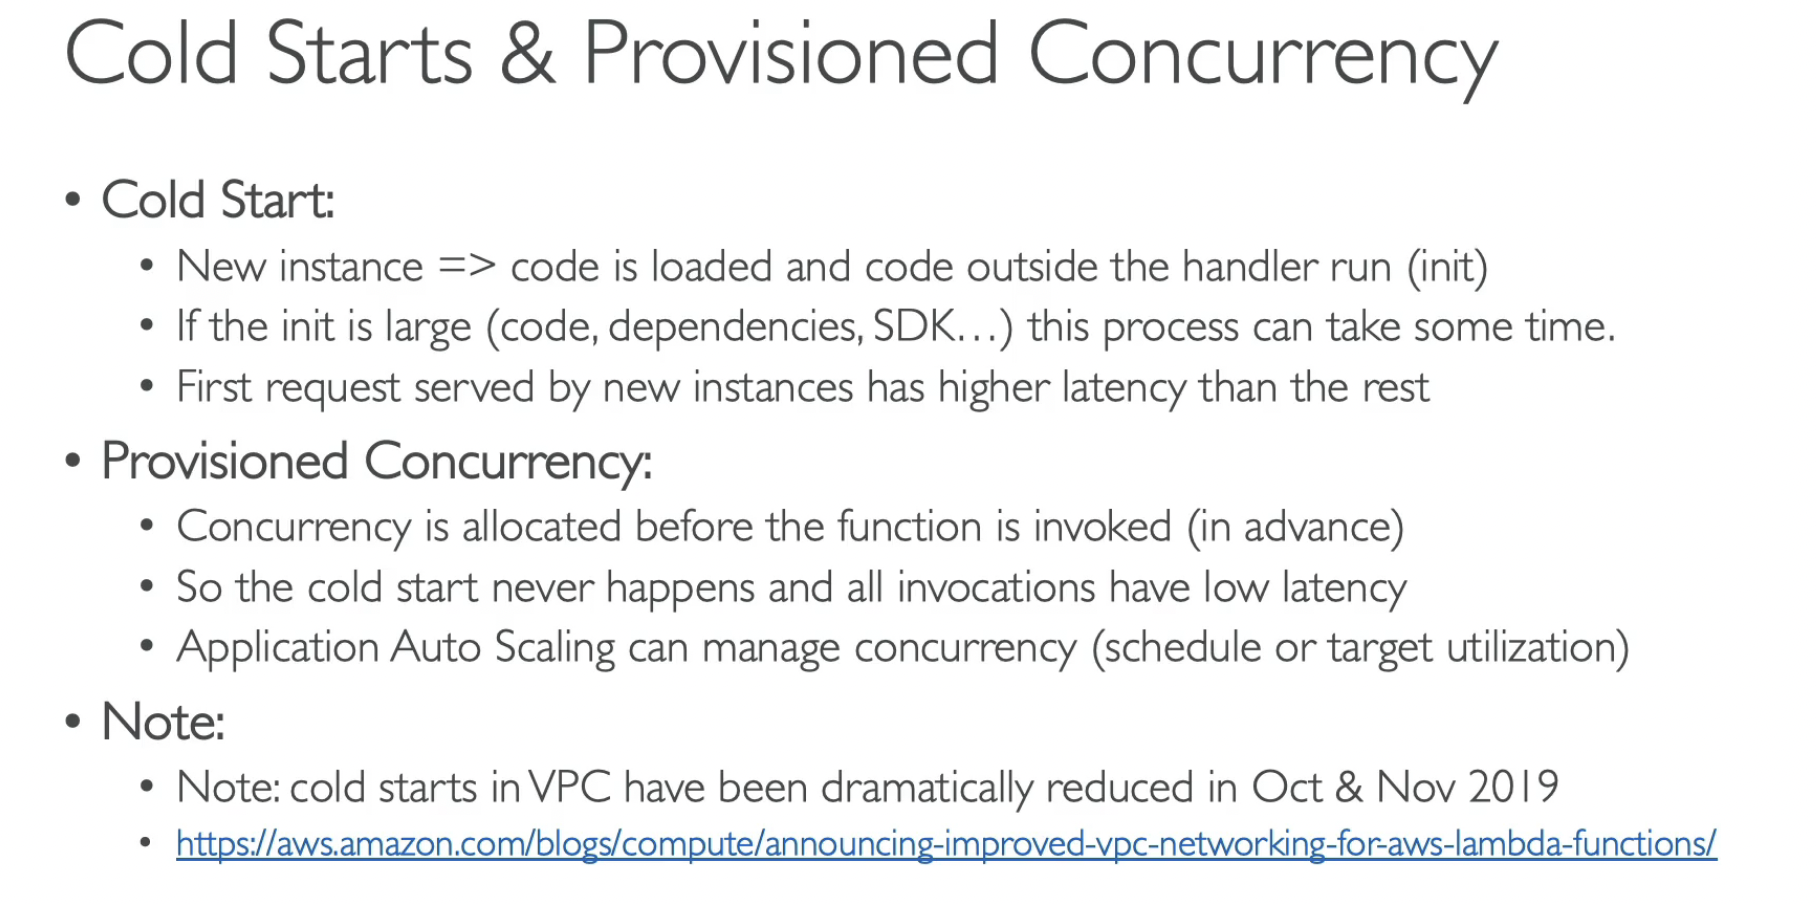 Cold Starts & Provisioned Concurrency
• Cold Start:
• New instance => code is loaded and code outside the handler run (init)
• If the init is large (code, dependencies, SDK…) this process can take some time.
• First request served by new instances has higher latency than the rest
• Provisioned Concurrency:
• Concurrency is allocated before the function is invoked (in advance)
• So the cold start never happens and all invocations have low latency
• Application Auto Scaling can manage concurrency (schedule or target utilization)
• Note:
• Note: cold starts in VPC have been dramatically reduced in Oct & Nov 2019
• https://aws.amazon.com/blogs/compute/announcing-improved-vpc-networking-for-aws-lambda-functions/